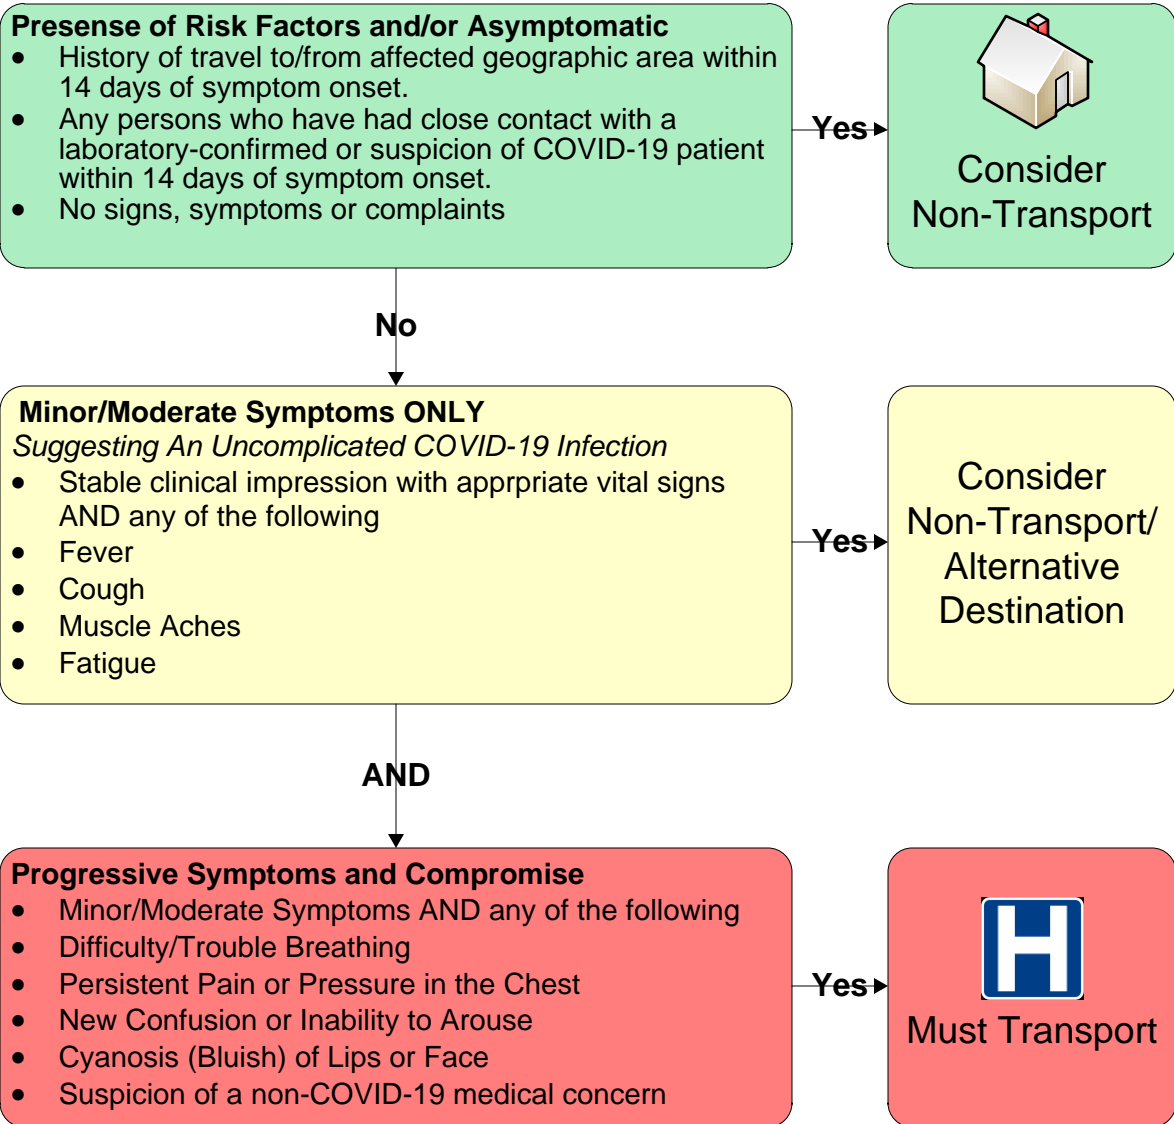 Presense of Risk Factors and/or Asymptomatic
• History of travel to/from affected geographic area within
14 days of symptom onset.
• Any persons who have had close contact with a
laboratory-confirmed or suspicion of COVID-19 patient
within 14 days of symptom onset.
• No signs, symptoms or complaints
Yes
Consider
Non-Transport
No
Minor/Moderate Symptoms ONLY
Suggesting An Uncomplicated COVID-19 Infection
• Stable clinical impression with apprpriate vital signs
AND any of the following
• Fever
• Cough
• Muscle Aches
• Fatigue
Yes
Consider
Non-Transport/
Alternative
Destination
AND
Progressive Symptoms and Compromise
• Minor/Moderate Symptoms AND any of the following
• Difficulty/Trouble Breathing
• Persistent Pain or Pressure in the Chest
• New Confusion or Inability to Arouse
• Cyanosis (Bluish) of Lips or Face
• Suspicion of a non-COVID-19 medical concern
Yes
H
Must Transport